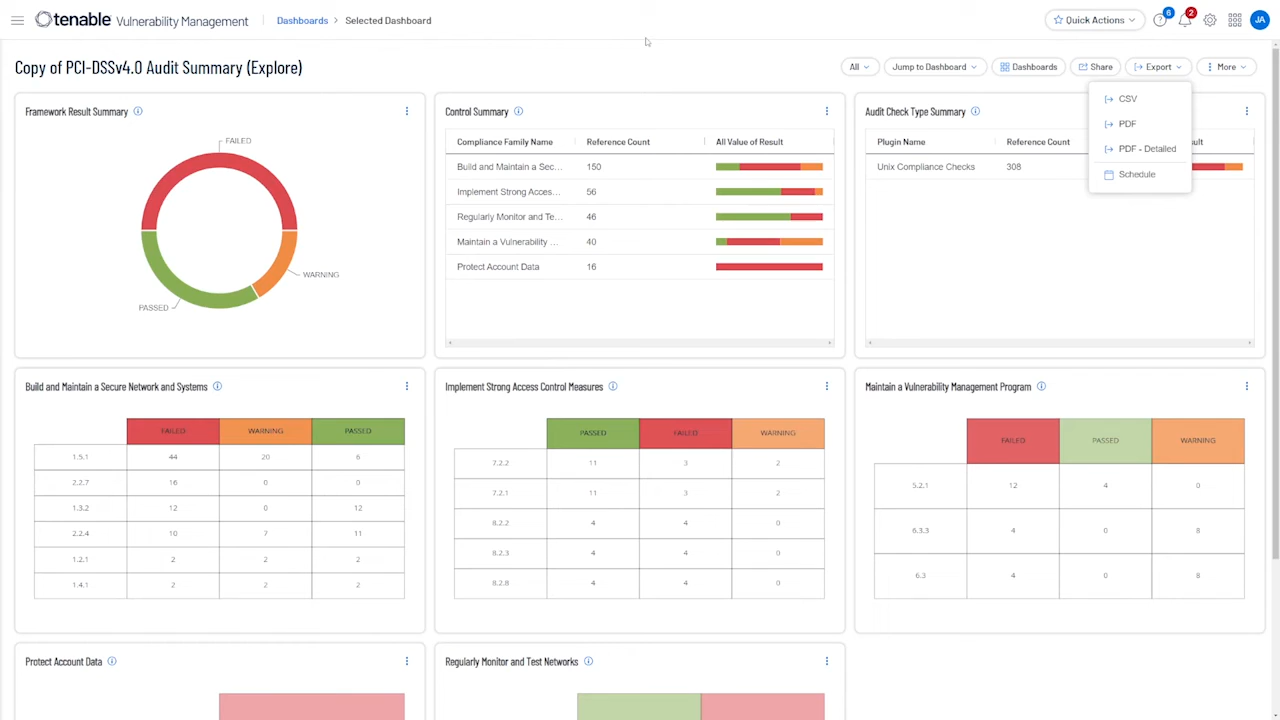 tenable Vulnerability Management Dashboards > Selected Dashboard Quick Actions 6 2 JA
Copy of PCI-DSSv4.0 Audit Summary (Explore) All Jump to Dashboard Dashboards Share Export More
CSV
PDF
PDF - Detailed
Schedule
Framework Result Summary
FAILED
WARNING
PASSED
Control Summary
Compliance Family Name Reference Count All Value of Result
Build and Maintain a Sec... 150
Implement Strong Acces... 56
Regularly Monitor and Te... 46
Maintain a Vulnerability ... 40
Protect Account Data 16
Audit Check Type Summary
Plugin Name Reference Count
Unix Compliance Checks 308
Build and Maintain a Secure Network and Systems
FAILED WARNING PASSED
1.5.1 44 20 6
2.2.7 16 0 0
1.3.2 12 0 12
2.2.4 10 7 11
1.2.1 2 2 2
1.4.1 2 2 2
Implement Strong Access Control Measures
PASSED FAILED WARNING
7.2.2 11 3 2
7.2.1 11 3 2
8.2.2 4 4 0
8.2.3 4 4 0
8.2.8 4 4 0
Maintain a Vulnerability Management Program
FAILED PASSED WARNING
5.2.1 12 4 0
6.3.3 4 0 8
6.3 4 0 8
Protect Account Data
Regularly Monitor and Test Networks